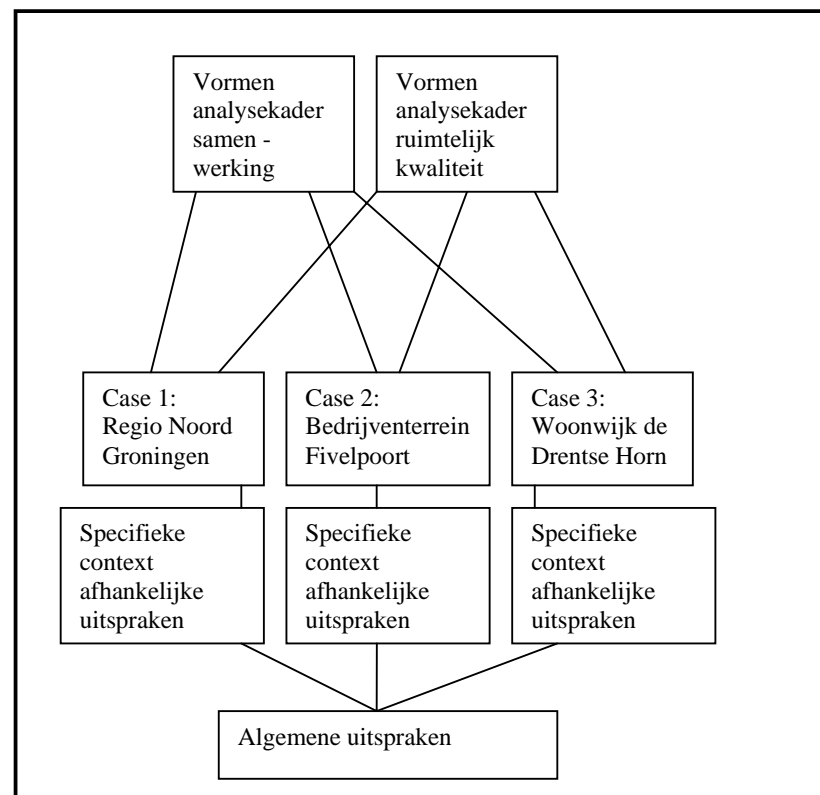 Vormen
analysekader
samen -
werking
Vormen
analysekader
ruimtelijk
kwaliteit
Case 1:
Regio Noord
Groningen
Case 2:
Bedrijventerrein
Fivelpoort
Case 3:
Woonwijk de
Drentse Horn
Specifieke
context
afhankelijke
uitspraken
Specifieke
context
afhankelijke
uitspraken
Specifieke
context
afhankelijke
uitspraken
Algemene uitspraken